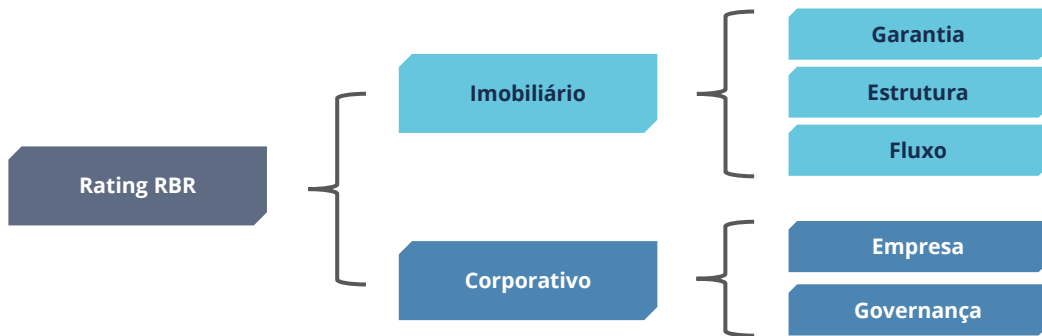 Rating RBR
Imobiliário
Garantia
Estrutura
Fluxo
Corporativo
Empresa
Governança